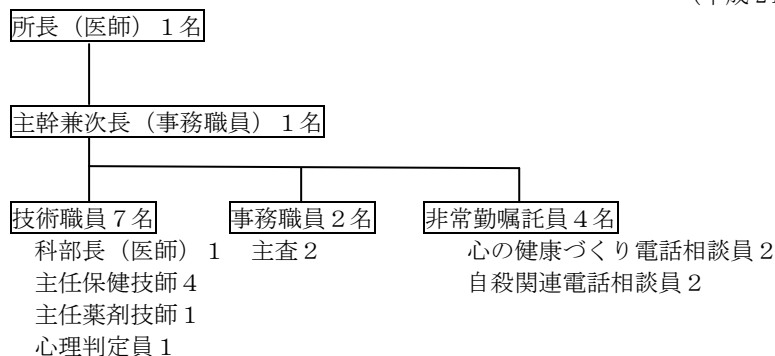 所長（医師）１名
主幹兼次長（事務職員）１名
技術職員７名 事務職員２名 非常勤嘱託員４名
科部長（医師）１ 主査２ 心の健康づくり電話相談員２
主任保健技師４ 自殺関連電話相談員２
主任薬剤技師１
心理判定員１